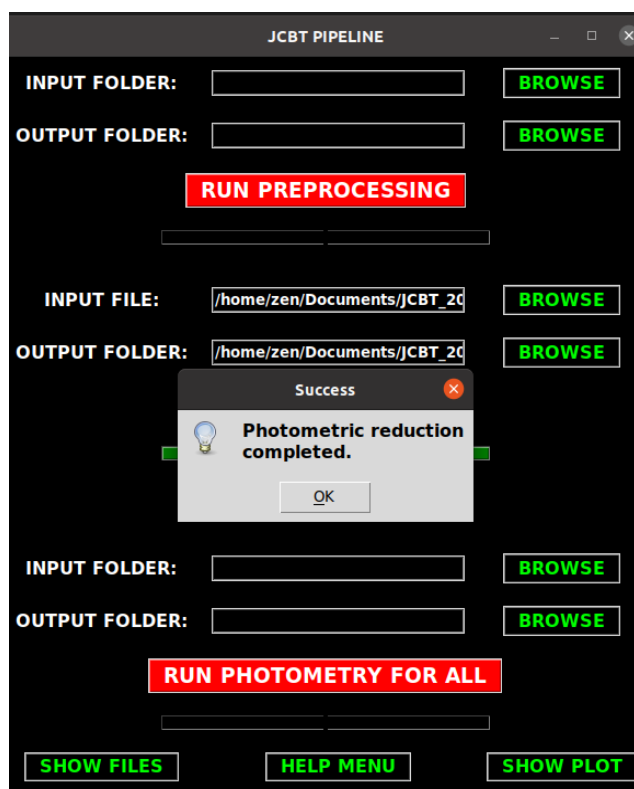 JCBT PIPELINE
INPUT FOLDER: BROWSE
OUTPUT FOLDER: BROWSE
RUN PREPROCESSING
INPUT FILE: /home/zen/Documents/JCBT_20 BROWSE
OUTPUT FOLDER: /home/zen/Documents/JCBT_20 BROWSE
Success
Photometric reduction
completed.
OK
INPUT FOLDER: BROWSE
OUTPUT FOLDER: BROWSE
RUN PHOTOMETRY FOR ALL
SHOW FILES HELP MENU SHOW PLOT